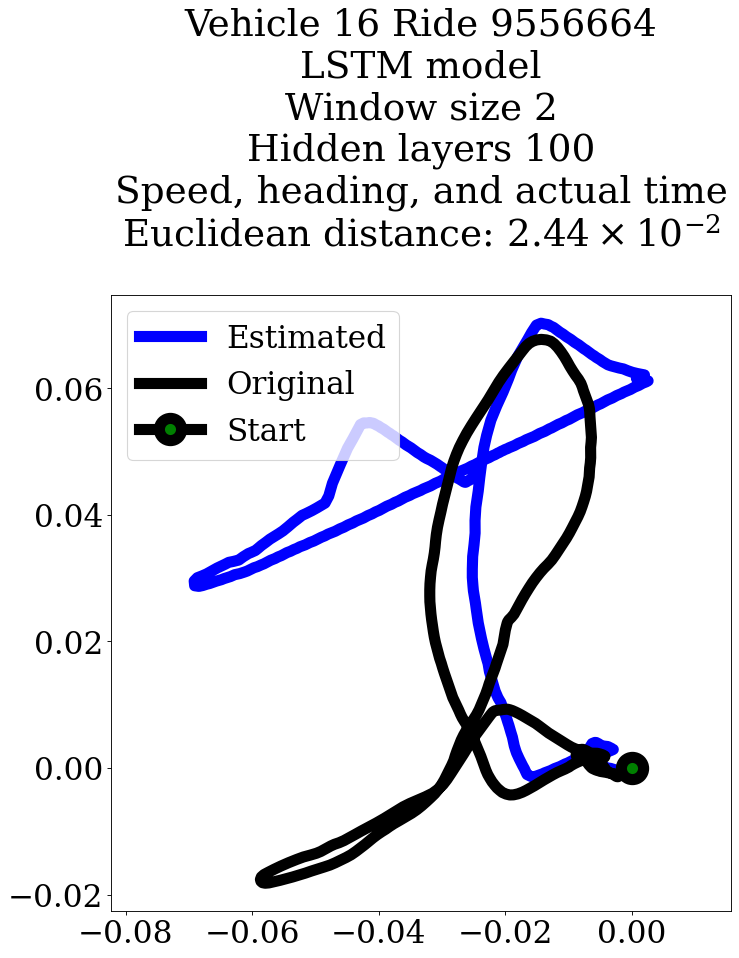 Vehicle 16 Ride 9556664
LSTM model
Window size 2
Hidden layers 100
Speed, heading, and actual time
Euclidean distance: 2.44 × 10⁻²
Estimated
Original
Start
0.06
0.04
0.02
0.00
−0.02
−0.08 −0.06 −0.04 −0.02 0.00